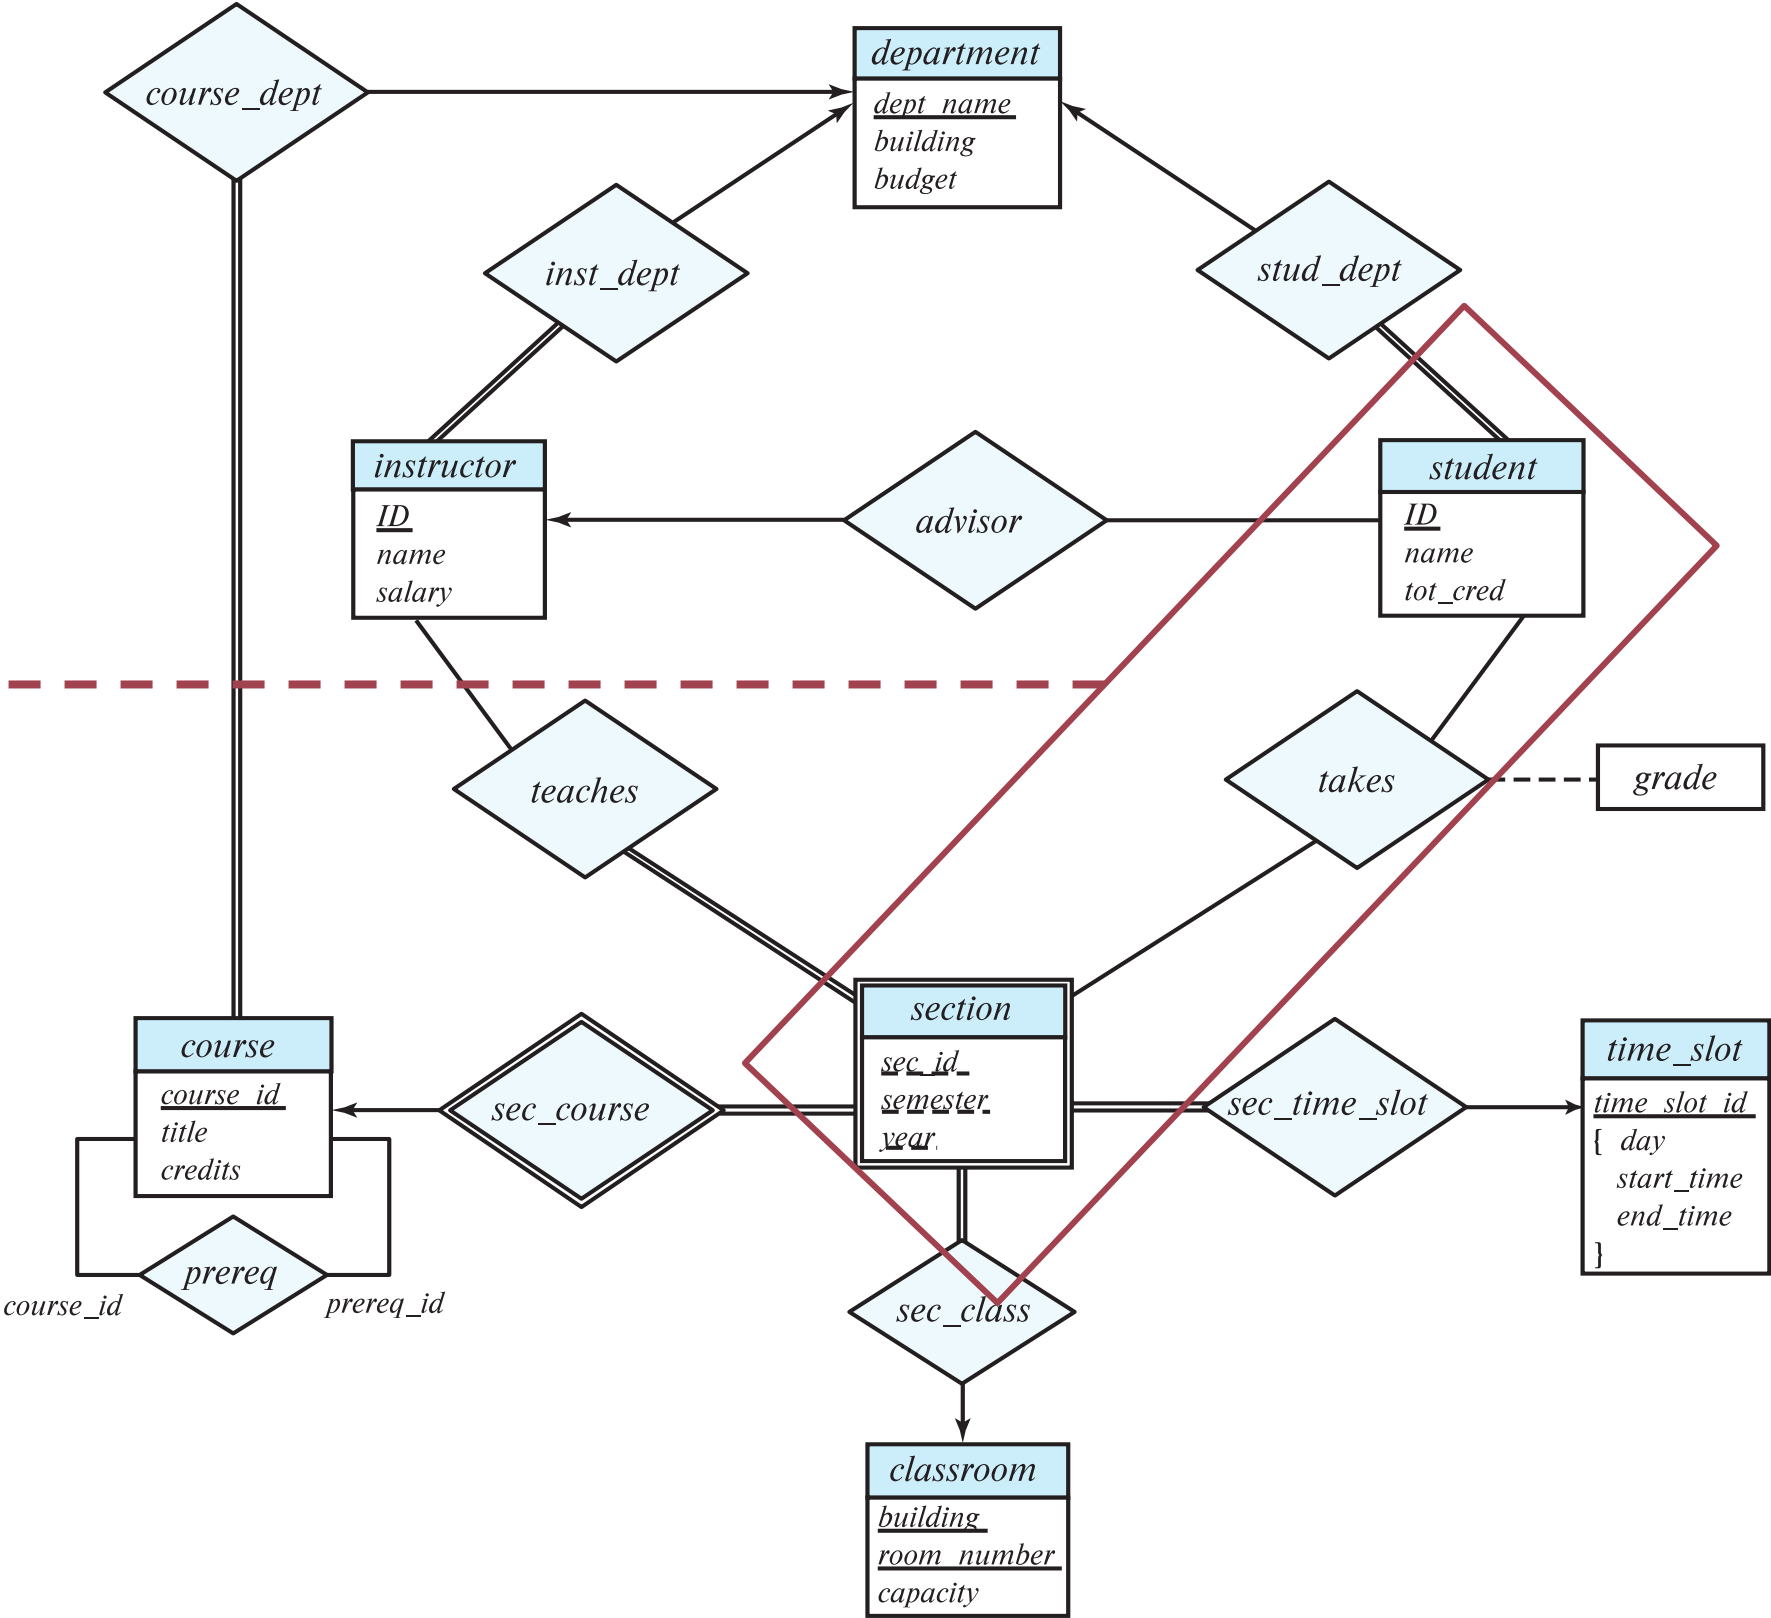 department
course_dept
dept_name
building
budget
inst_dept
stud_dept
instructor
ID
name
salary
advisor
student
ID
name
tot_cred
teaches
takes
grade
section
sec_id
semester
year
course
course_id
title
credits
sec_course
sec_time_slot
time_slot
time_slot_id
{ day
start_time
end_time
}
prereq
course_id
prereq_id
sec_class
classroom
building
room_number
capacity